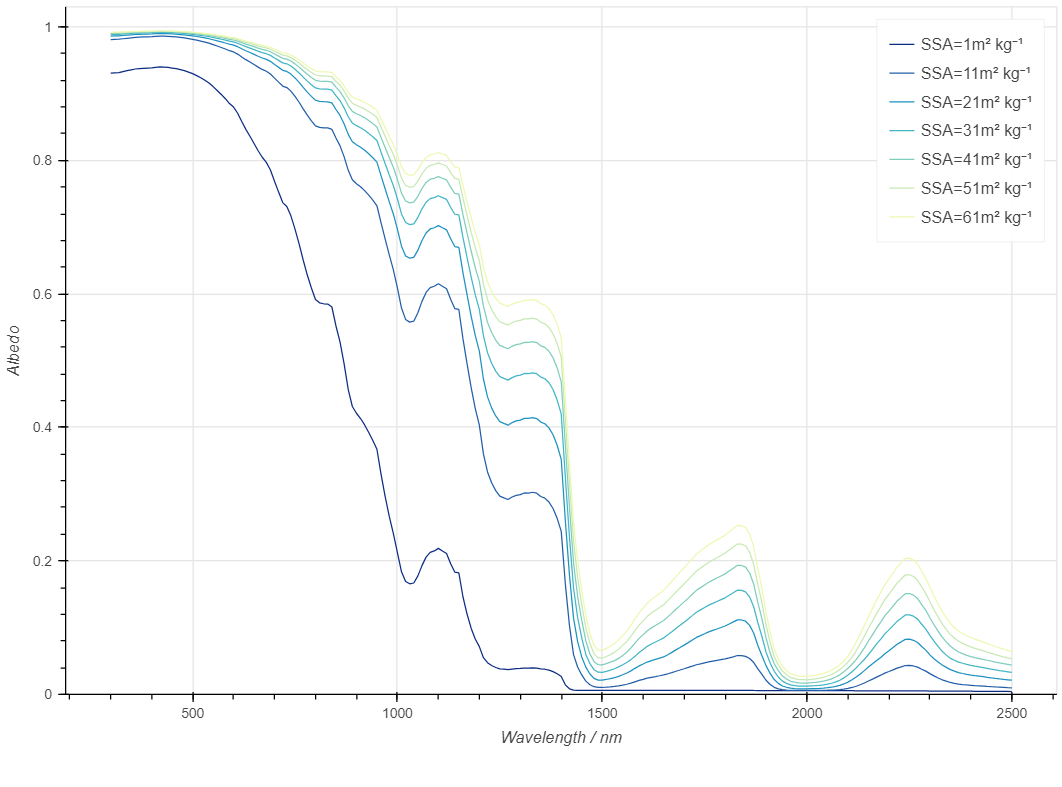 1
0.8
0.6
0.4
0.2
0
Albedo
500
1000
1500
2000
2500
Wavelength / nm
SSA=1m² kg⁻¹
SSA=11m² kg⁻¹
SSA=21m² kg⁻¹
SSA=31m² kg⁻¹
SSA=41m² kg⁻¹
SSA=51m² kg⁻¹
SSA=61m² kg⁻¹